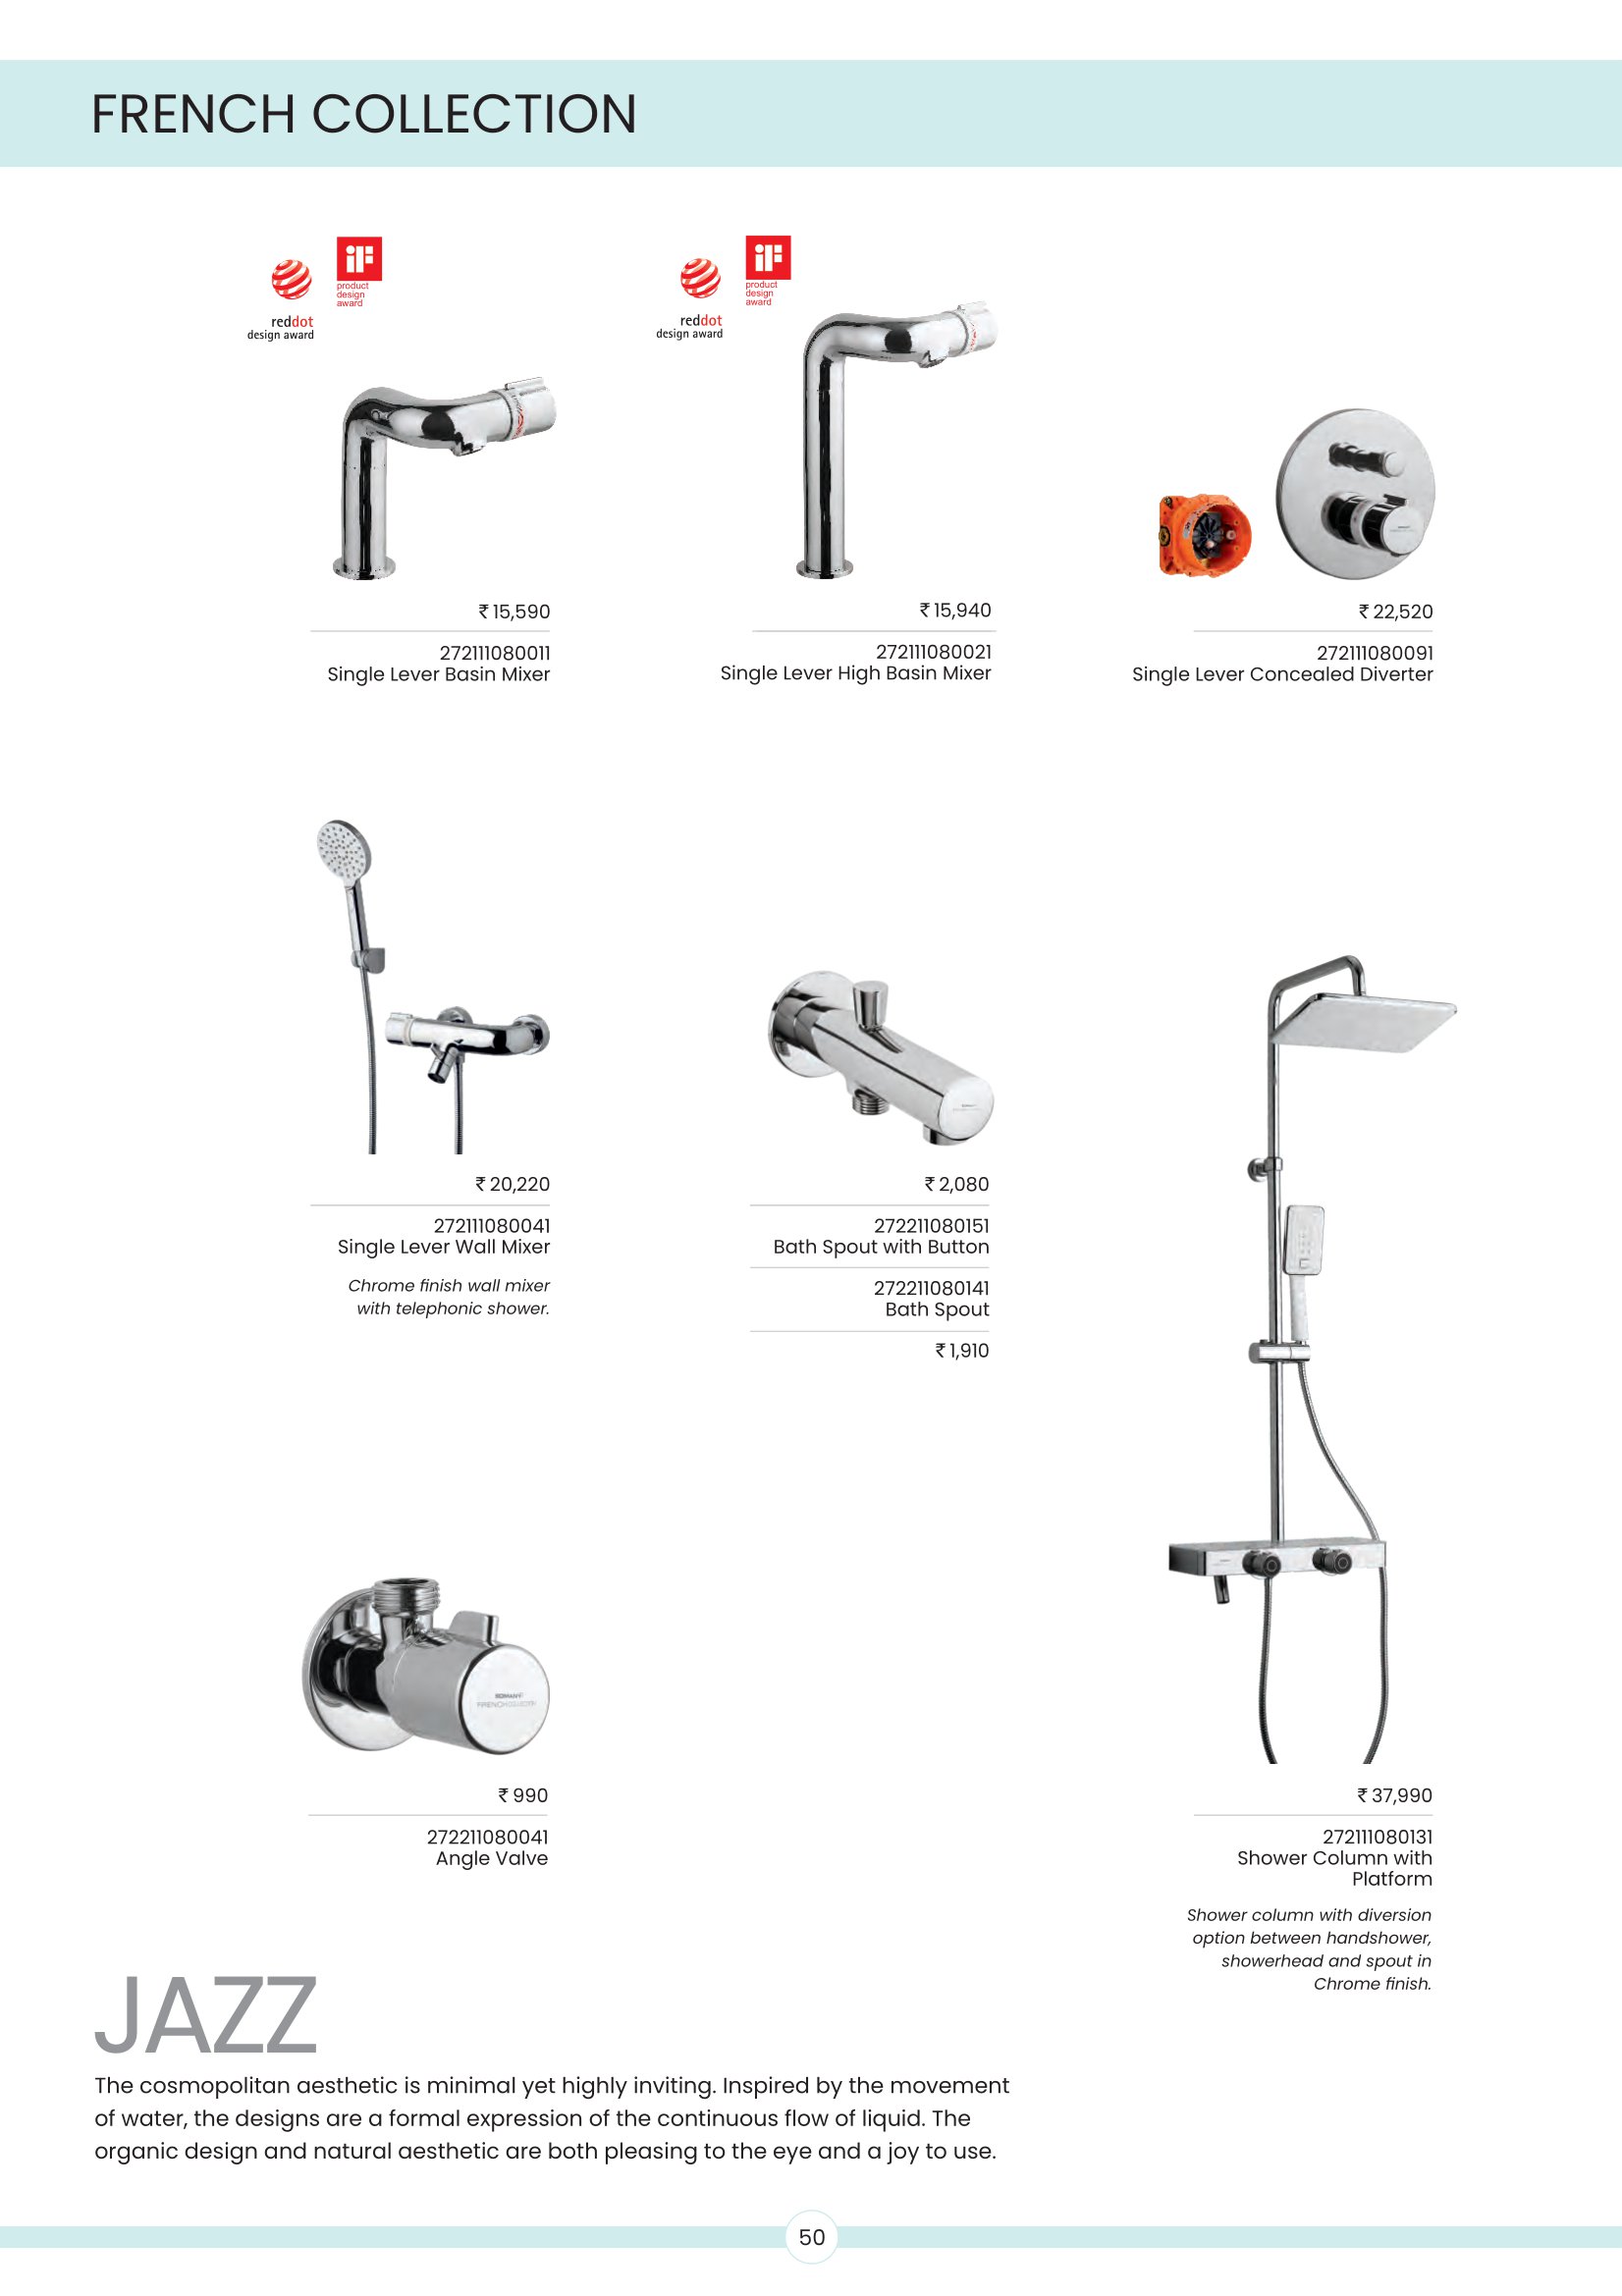 FRENCH COLLECTION
reddot
design award
iF
product
design
award
reddot
design award
iF
product
design
award
₹ 15,590
272111080011
Single Lever Basin Mixer
₹ 15,940
272111080021
Single Lever High Basin Mixer
₹ 22,520
272111080091
Single Lever Concealed Diverter
₹ 20,220
272111080041
Single Lever Wall Mixer
Chrome finish wall mixer
with telephonic shower.
₹ 2,080
272211080151
Bath Spout with Button
272211080141
Bath Spout
₹ 1,910
₹ 990
272211080041
Angle Valve
₹ 37,990
272111080131
Shower Column with
Platform
Shower column with diversion
option between handshower,
showerhead and spout in
Chrome finish.
JAZZ
The cosmopolitan aesthetic is minimal yet highly inviting. Inspired by the movement
of water, the designs are a formal expression of the continuous flow of liquid. The
organic design and natural aesthetic are both pleasing to the eye and a joy to use.
50